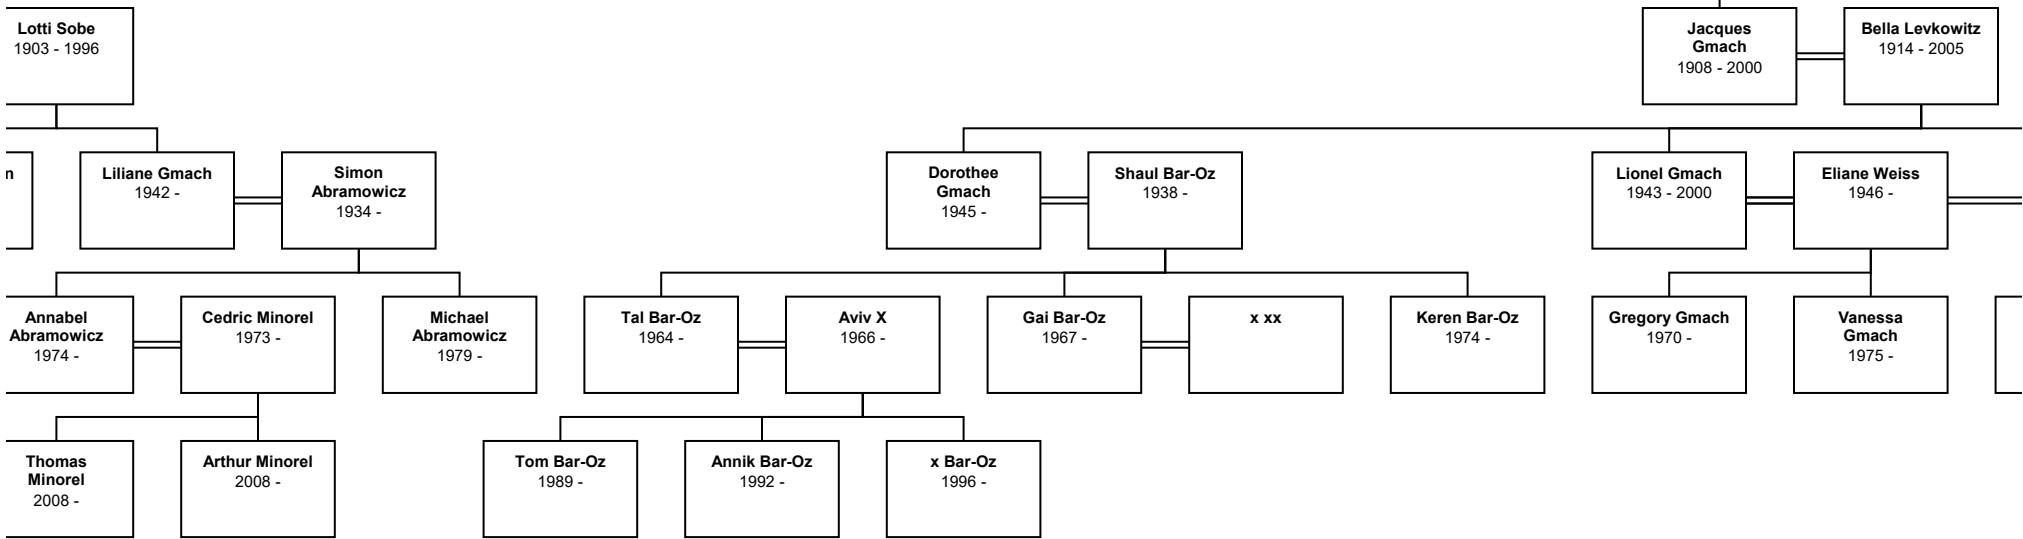 Lotti Sobe
1903 - 1996
Jacques
Gmach
1908 - 2000
Bella Levkowitz
1914 - 2005
n
Liliane Gmach
1942 -
Simon
Abramowicz
1934 -
Dorothee
Gmach
1945 -
Shaul Bar-Oz
1938 -
Lionel Gmach
1943 - 2000
Eliane Weiss
1946 -
Annabel
Abramowicz
1974 -
Cedric Minorel
1973 -
Michael
Abramowicz
1979 -
Tal Bar-Oz
1964 -
Aviv X
1966 -
Gai Bar-Oz
1967 -
x xx
Keren Bar-Oz
1974 -
Gregory Gmach
1970 -
Vanessa
Gmach
1975 -
Thomas
Minorel
2008 -
Arthur Minorel
2008 -
Tom Bar-Oz
1989 -
Annik Bar-Oz
1992 -
x Bar-Oz
1996 -